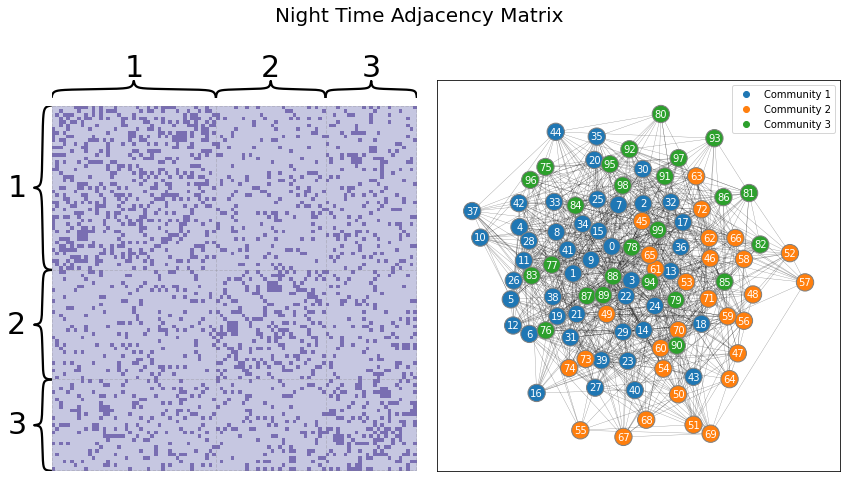 Night Time Adjacency Matrix
1 2 3
1
2
3
Community 1
Community 2
Community 3
80
44 35 93
92
20 95 30 97
75
96 98 91 63
86 81
42 33 84 25 7 2 32 72
37
45 17
4 8 34 15 99
10 28 62 66
41 0 78 36 82
65 52
11 9 46 58
77 61 13
83 1 88
26 3 94 53 85 57
38 87 89 22 48
5 79 71
24
19 21 49 59
12 56
6 76 29 14 70 18
31
60 90 47
73 39 23
74 54
43 64
27
16 40 50
68
55 51
67 69